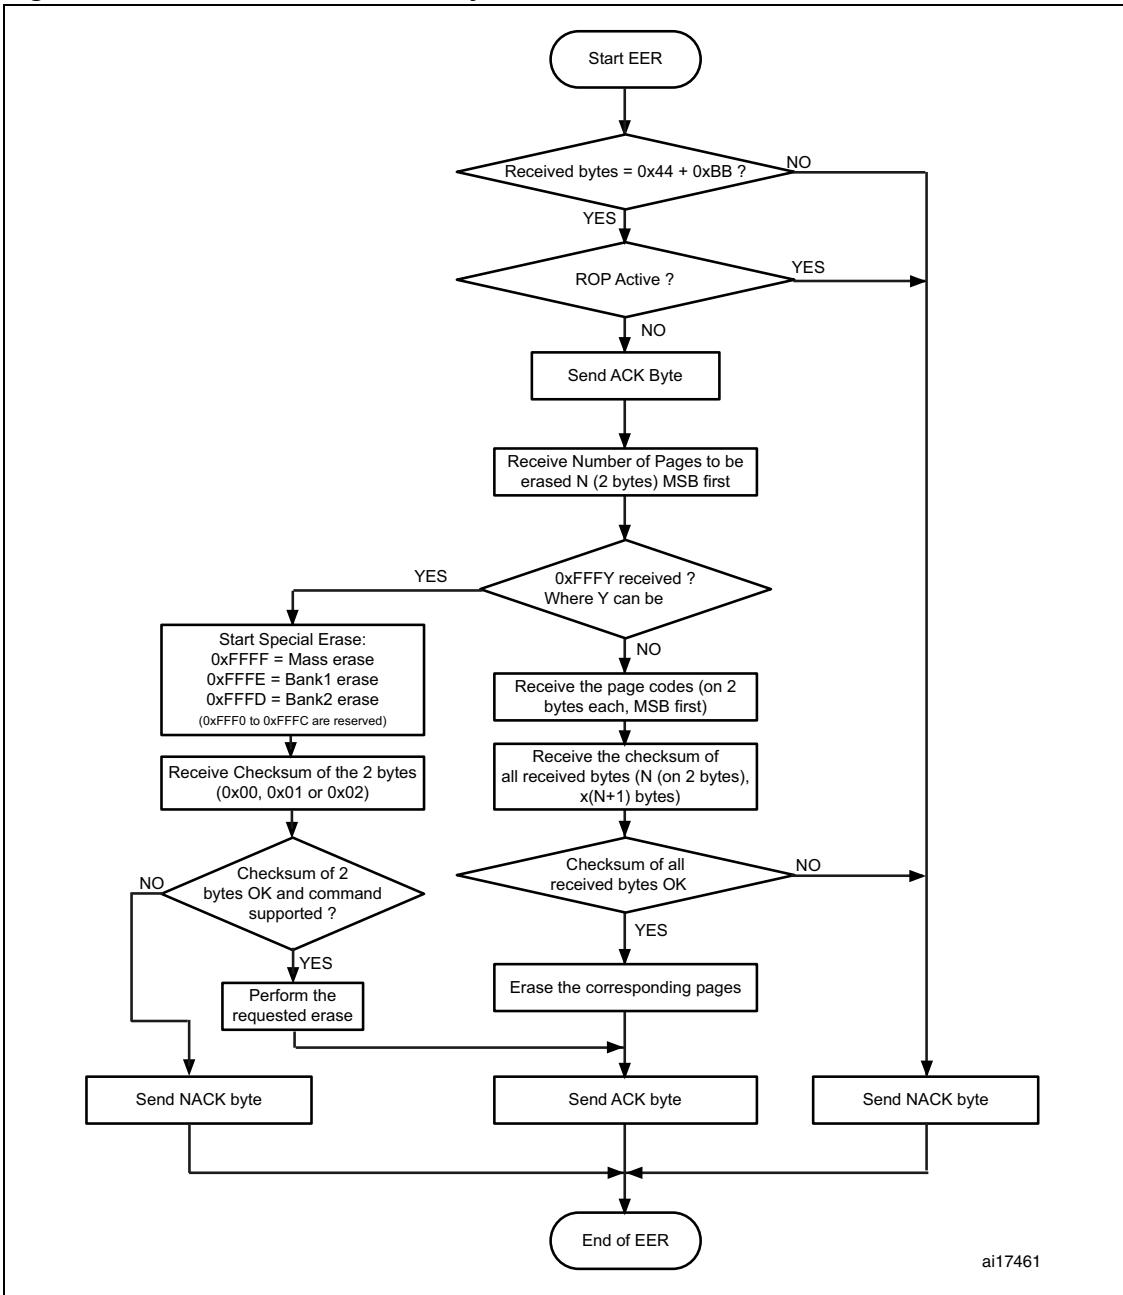 Start EER
Received bytes = 0x44 + 0xBB ?
NO
YES
ROP Active ?
YES
NO
Send ACK Byte
Receive Number of Pages to be
erased N (2 bytes) MSB first
0xFFFY received ?
Where Y can be
YES
NO
Start Special Erase:
0xFFFF = Mass erase
0xFFFE = Bank1 erase
0xFFFD = Bank2 erase
(0xFFF0 to 0xFFFC are reserved)
Receive the page codes (on 2
bytes each, MSB first)
Receive Checksum of the 2 bytes
(0x00, 0x01 or 0x02)
Receive the checksum of
all received bytes (N (on 2 bytes),
x(N+1) bytes)
Checksum of 2
bytes OK and command
supported ?
NO
YES
Checksum of all
received bytes OK
NO
YES
Perform the
requested erase
Erase the corresponding pages
Send NACK byte
Send ACK byte
Send NACK byte
End of EER
ai17461